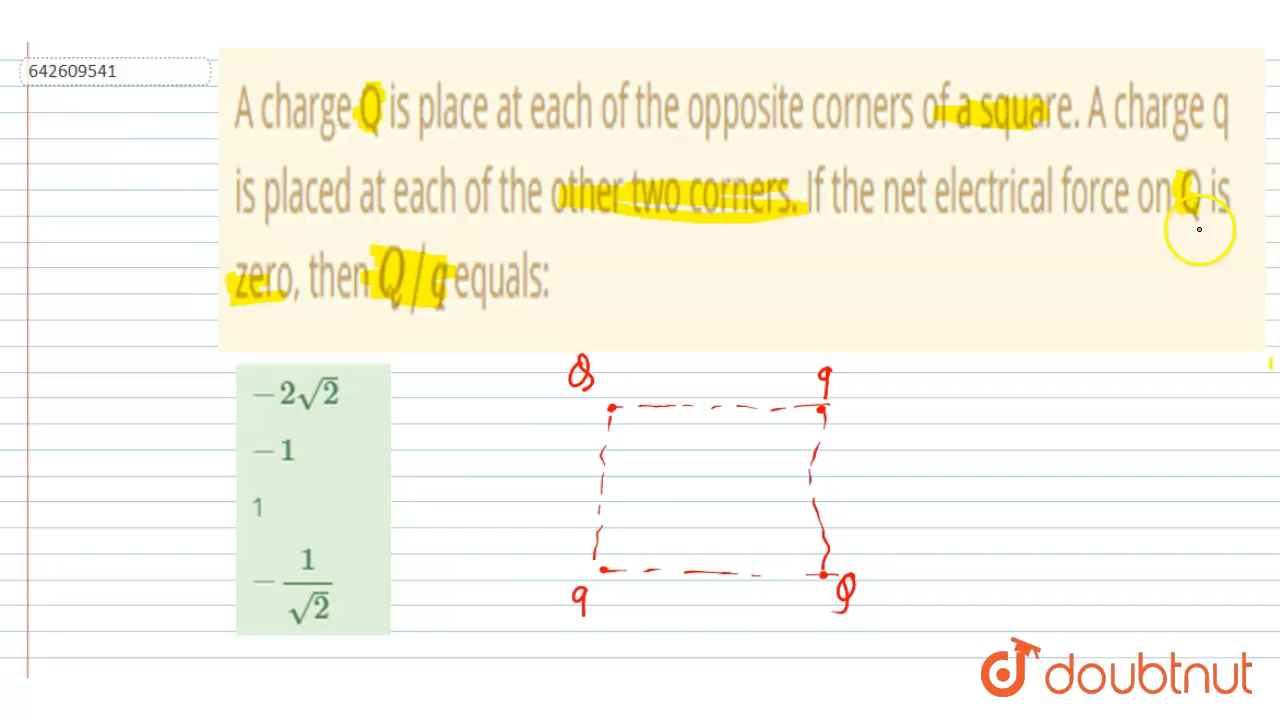 642609541
A charge Q is place at each of the opposite corners of a square. A charge q
is placed at each of the other two corners. If the net electrical force on Q is
zero, then Q / q equals:
-2√2
-1
1
-1/√2
Q q
q Q
doubtnut